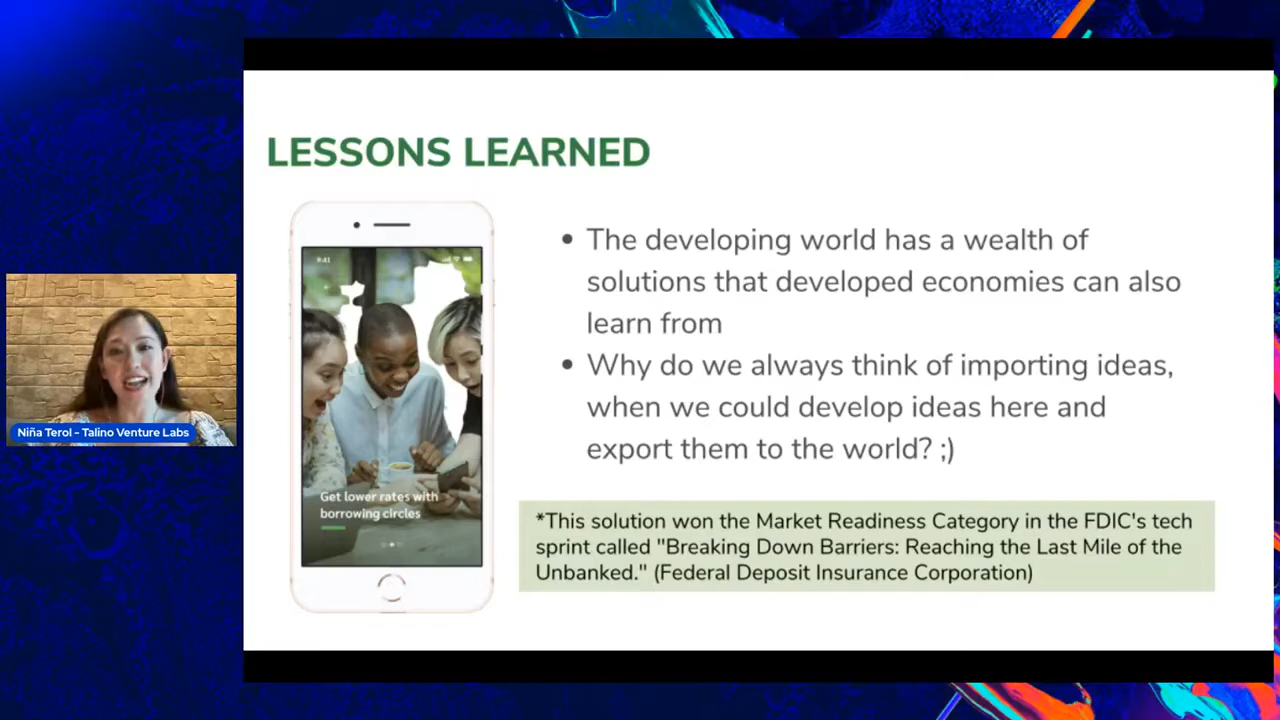 LESSONS LEARNED
9:41
Get lower rates with
borrowing circles
• The developing world has a wealth of
solutions that developed economies can also
learn from
• Why do we always think of importing ideas,
when we could develop ideas here and
export them to the world? ;)
*This solution won the Market Readiness Category in the FDIC's tech
sprint called "Breaking Down Barriers: Reaching the Last Mile of the
Unbanked." (Federal Deposit Insurance Corporation)
Niña Terol - Talino Venture Labs